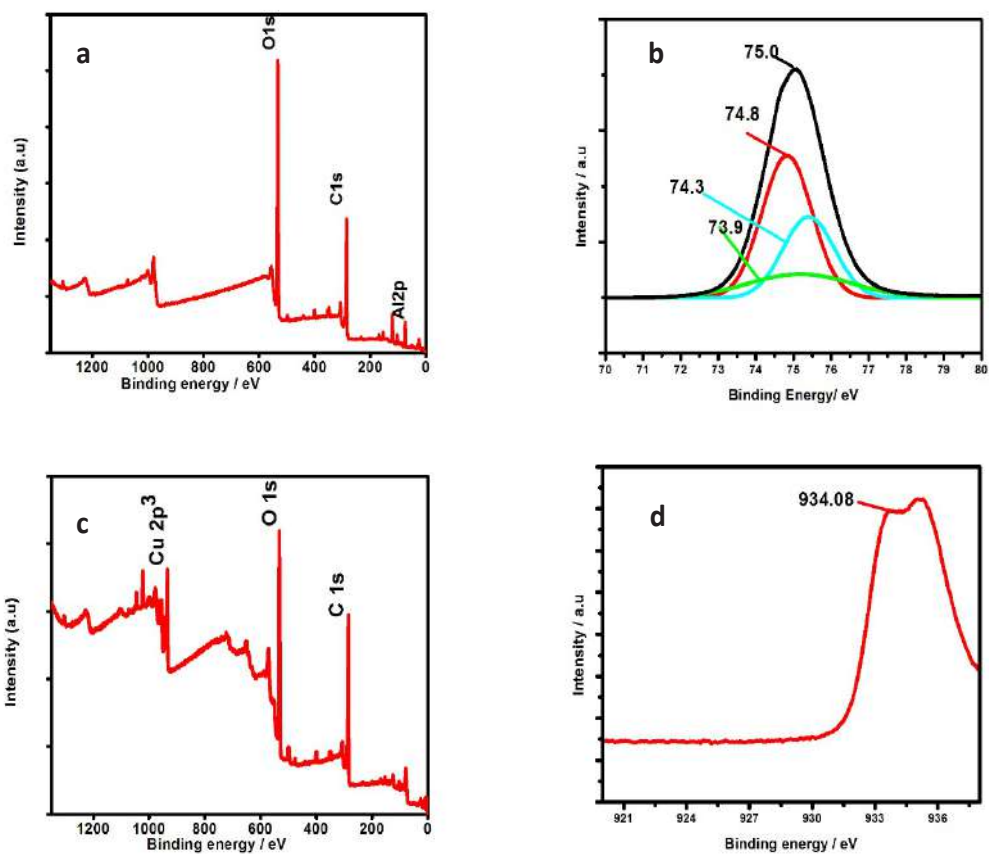 a
O1s
C1s
Al2p
Intensity (a.u)
1200 1000 800 600 400 200 0
Binding energy / eV
b
75.0
74.8
74.3
73.9
Intensity / a.u
70 71 72 73 74 75 76 77 78 79 80
Binding Energy/ eV
c
Cu 2p3
O 1s
C 1s
Intensity (a.u)
1200 1000 800 600 400 200 0
Binding energy / eV
d
934.08
Intensity / a.u
921 924 927 930 933 936
Binding energy / eV